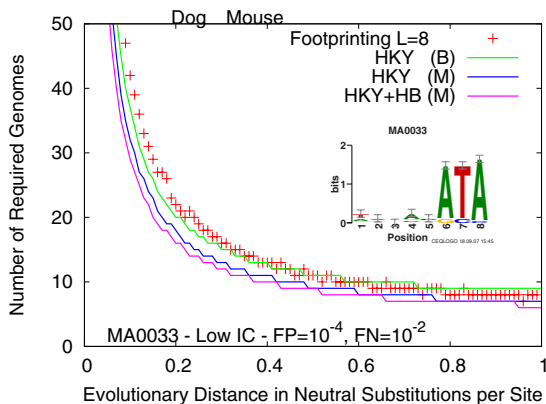 Dog Mouse
50
40
30
20
10
0
Number of Required Genomes
Footprinting L=8
HKY (B)
HKY (M)
HKY+HB (M)
MA0033
2
1
0
bits
ATA
1 2 3 4 5 6 7 8
Position
CEQLOGO 18.09.07 15:45
MA0033 - Low IC - FP=10⁻⁴, FN=10⁻²
0 0.2 0.4 0.6 0.8 1
Evolutionary Distance in Neutral Substitutions per Site